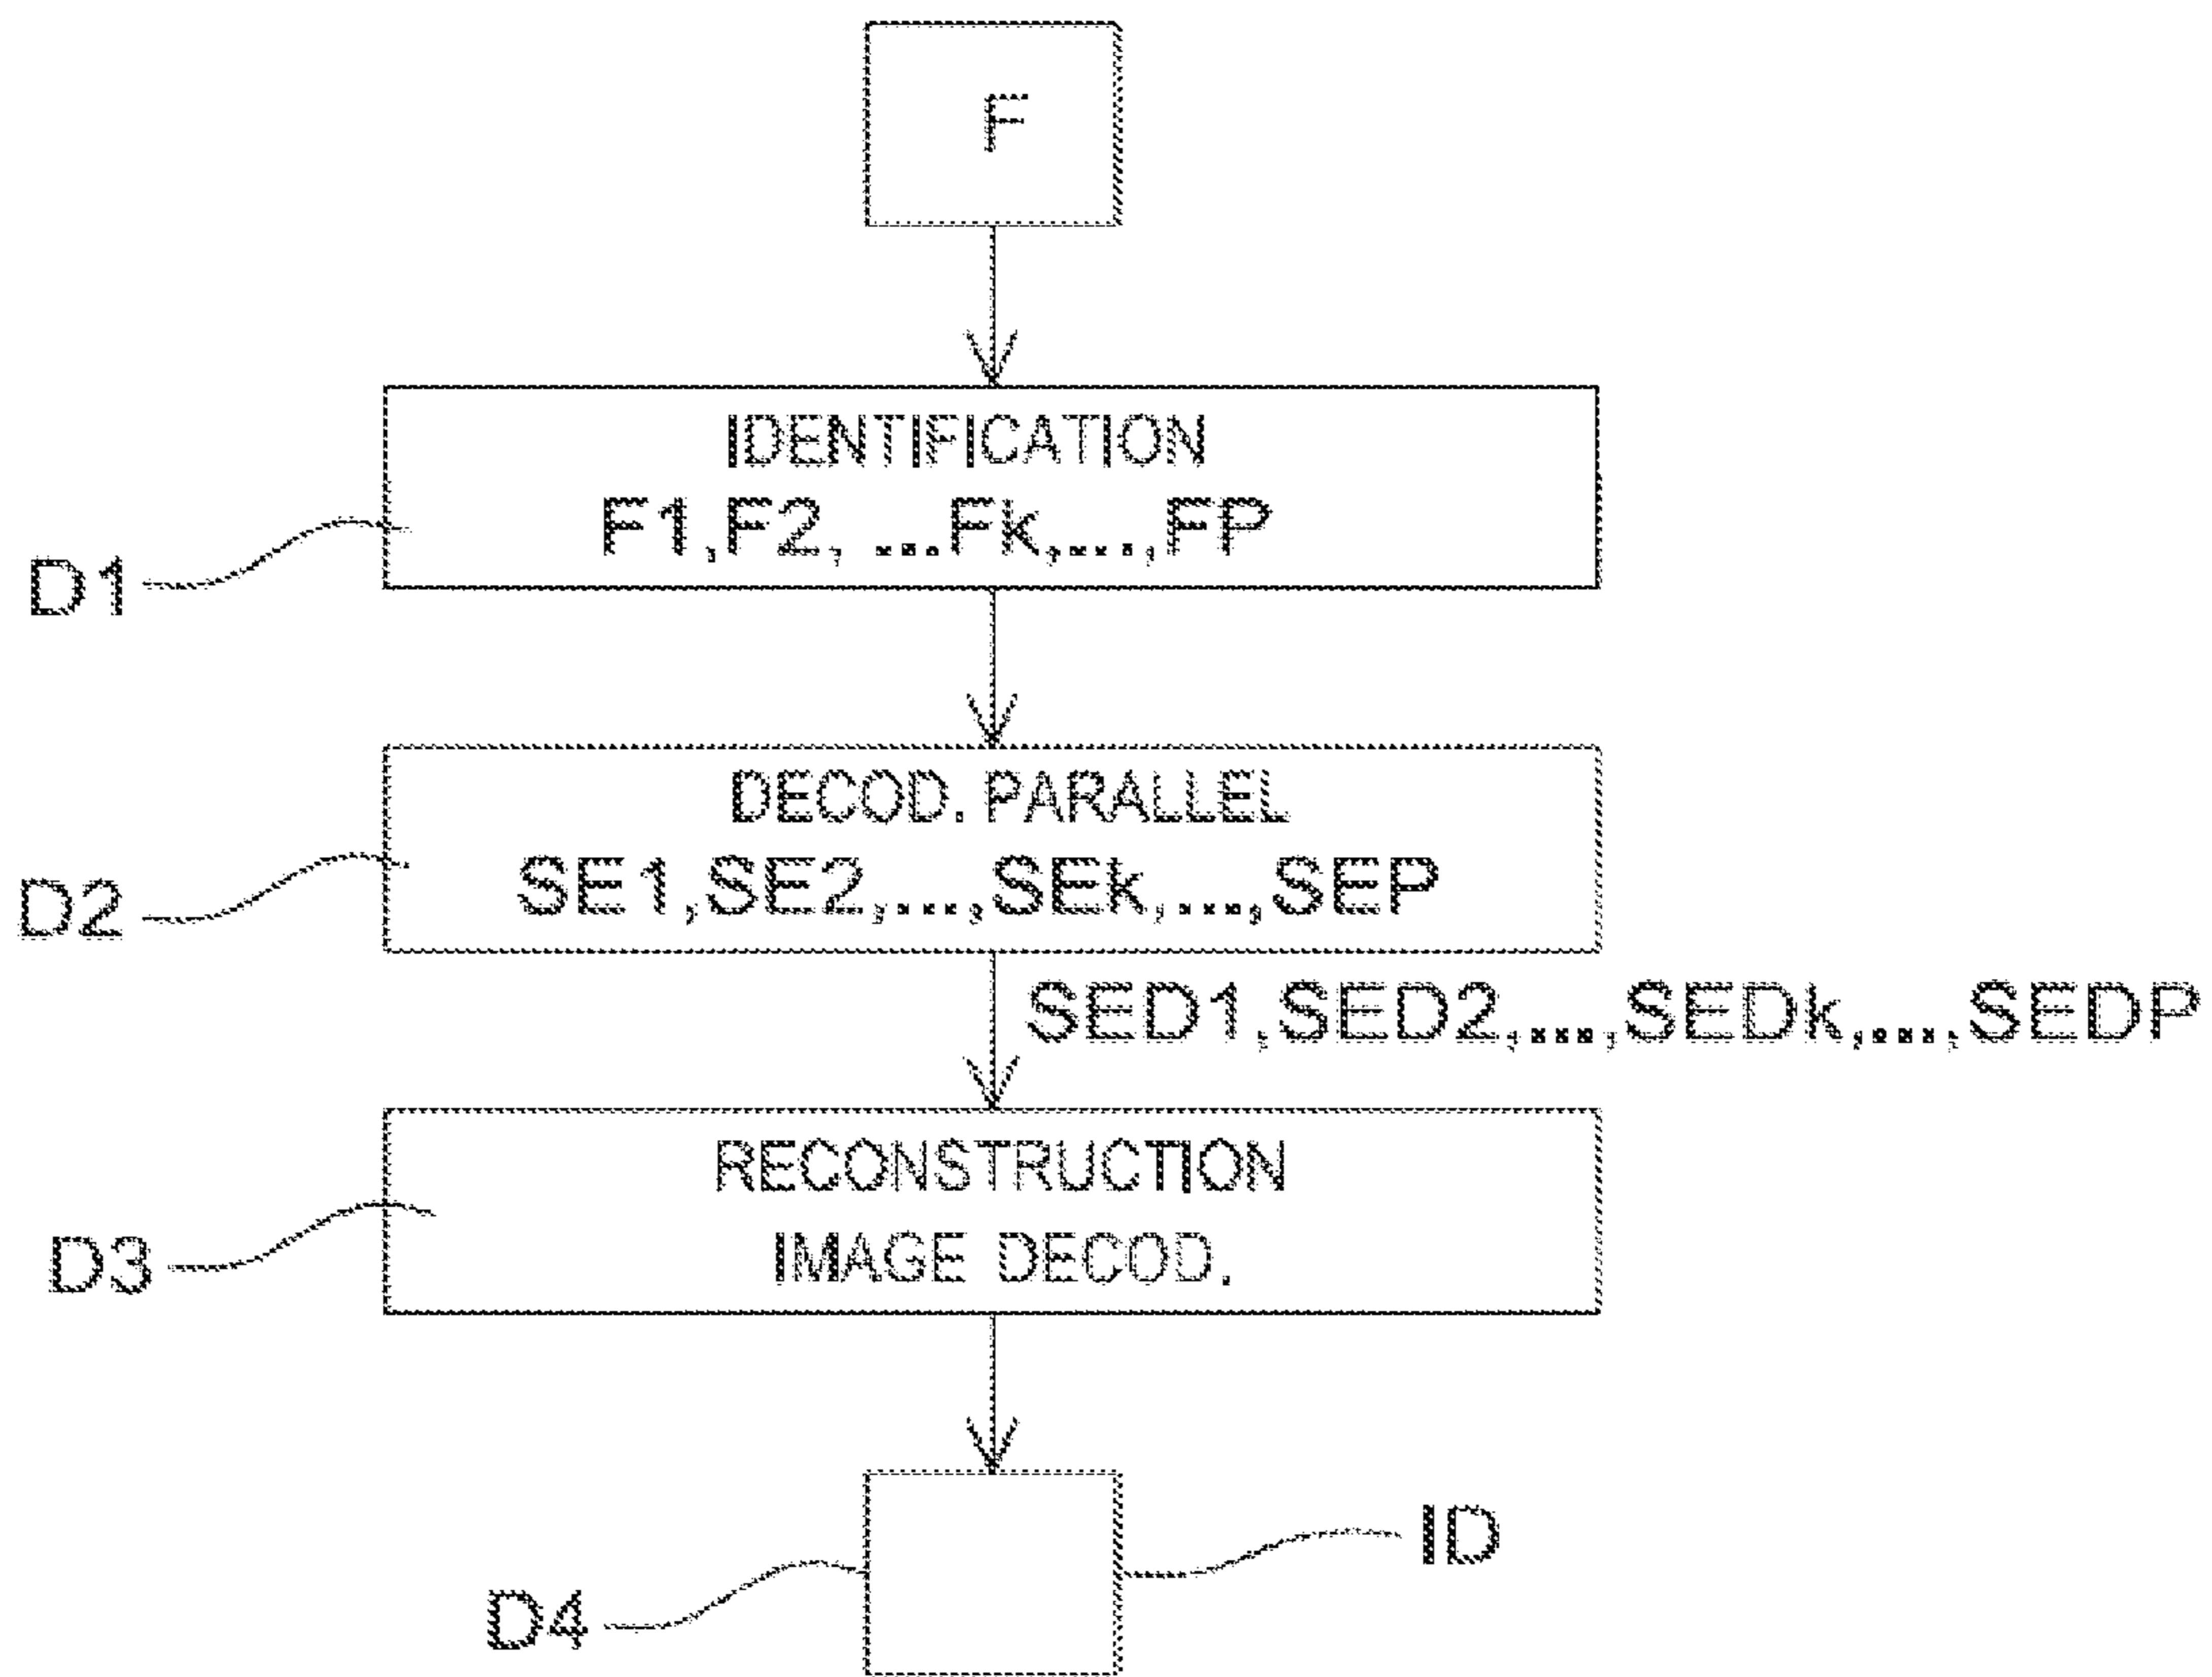 F
IDENTIFICATION
F1,F2, ...Fk,...,FP
D1
DECOD. PARALLEL
SE1,SE2,...,SEk,...,SEP
D2
SED1,SED2,...,SEDk,...,SEDP
RECONSTRUCTION
IMAGE DECOD.
D3
ID
D4